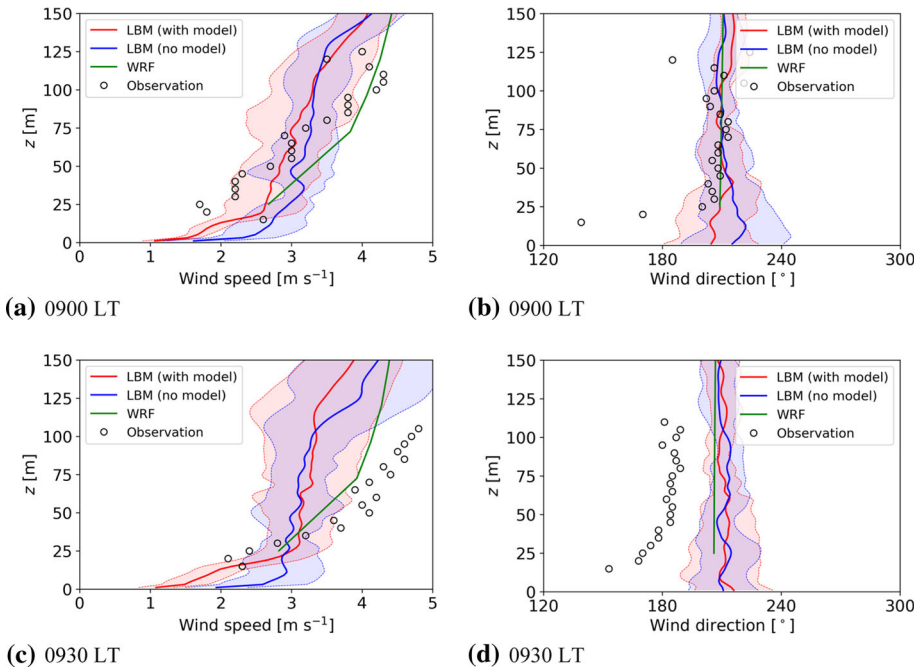 150
125
100
75
50
25
0
z [m]
LBM (with model)
LBM (no model)
WRF
Observation
0 1 2 3 4 5
Wind speed [m s⁻¹]
(a) 0900 LT
150
125
100
75
50
25
0
z [m]
LBM (with model)
LBM (no model)
WRF
Observation
120 180 240 300
Wind direction [°]
(b) 0900 LT
150
125
100
75
50
25
0
z [m]
LBM (with model)
LBM (no model)
WRF
Observation
0 1 2 3 4 5
Wind speed [m s⁻¹]
(c) 0930 LT
150
125
100
75
50
25
0
z [m]
LBM (with model)
LBM (no model)
WRF
Observation
120 180 240 300
Wind direction [°]
(d) 0930 LT